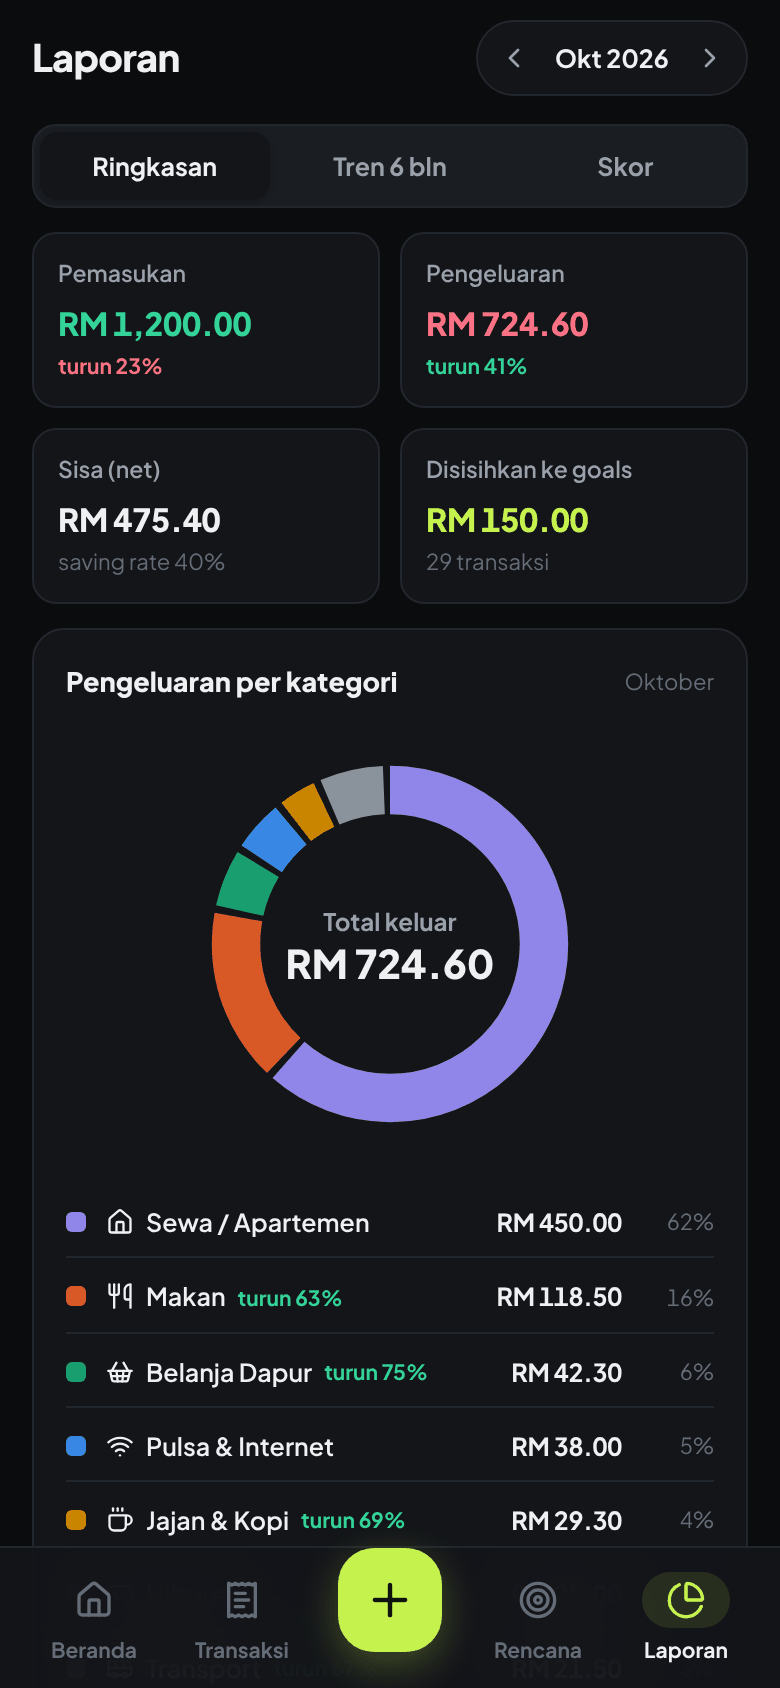 Laporan
Okt 2026
Ringkasan
Tren 6 bln
Skor
Pemasukan
RM 1,200.00
turun 23%
Pengeluaran
RM 724.60
turun 41%
Sisa (net)
RM 475.40
saving rate 40%
Disisihkan ke goals
RM 150.00
29 transaksi
Pengeluaran per kategori
Oktober
Total keluar
RM 724.60
Sewa / Apartemen RM 450.00 62%
Makan turun 63% RM 118.50 16%
Belanja Dapur turun 75% RM 42.30 6%
Pulsa & Internet RM 38.00 5%
Jajan & Kopi turun 69% RM 29.30 4%
Beranda
Transaksi
Rencana
Laporan
Transport
RM 21.50